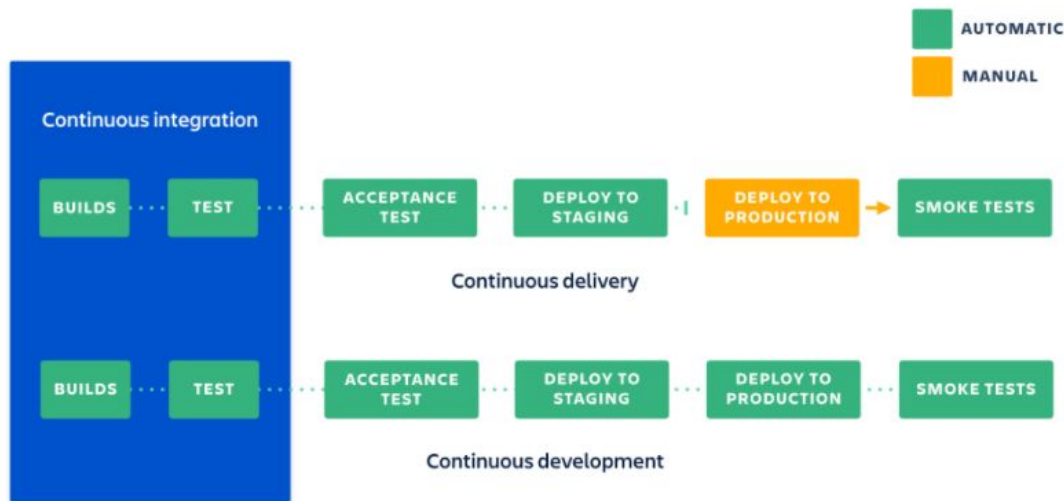 AUTOMATIC
MANUAL
Continuous integration
BUILDS
TEST
ACCEPTANCE
TEST
DEPLOY TO
STAGING
DEPLOY TO
PRODUCTION
SMOKE TESTS
Continuous delivery
BUILDS
TEST
ACCEPTANCE
TEST
DEPLOY TO
STAGING
DEPLOY TO
PRODUCTION
SMOKE TESTS
Continuous development